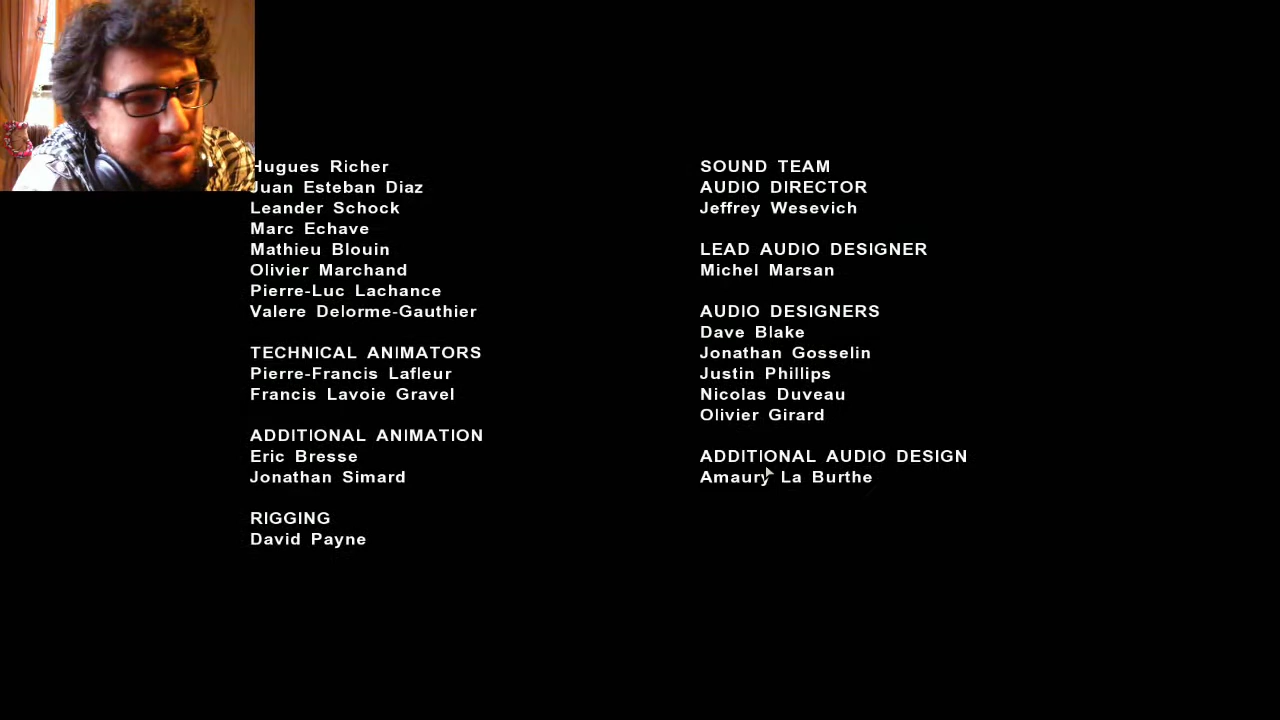 Hugues Richer
Juan Esteban Diaz
Leander Schock
Marc Echave
Mathieu Blouin
Olivier Marchand
Pierre-Luc Lachance
Valere Delorme-Gauthier
TECHNICAL ANIMATORS
Pierre-Francis Lafleur
Francis Lavoie Gravel
ADDITIONAL ANIMATION
Eric Bresse
Jonathan Simard
RIGGING
David Payne
SOUND TEAM
AUDIO DIRECTOR
Jeffrey Wesevich
LEAD AUDIO DESIGNER
Michel Marsan
AUDIO DESIGNERS
Dave Blake
Jonathan Gosselin
Justin Phillips
Nicolas Duveau
Olivier Girard
ADDITIONAL AUDIO DESIGN
Amaury La Burthe